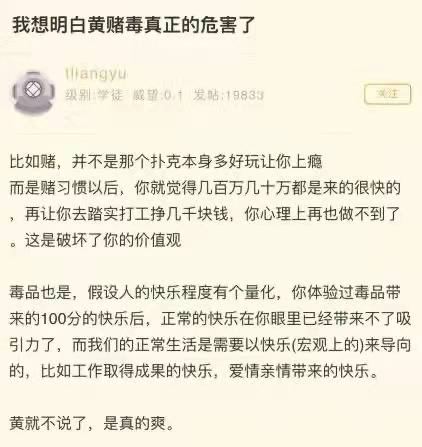 我想明白黄赌毒真正的危害了
tliangyu
级别:学徒 威望:0.1 发帖:19833
关注
比如赌，并不是那个扑克本身多好玩让你上瘾
而是赌习惯以后，你就觉得几百万几十万都是来的很快的
，再让你去踏实打工挣几千块钱，你心理上再也做不到了
。这是破坏了你的价值观
毒品也是，假设人的快乐程度有个量化，你体验过毒品带
来的100分的快乐后，正常的快乐在你眼里已经带来不了吸
引力了，而我们的正常生活是需要以快乐(宏观上的)来导向
的，比如工作取得成果的快乐，爱情亲情带来的快乐。
黄就不说了，是真的爽。